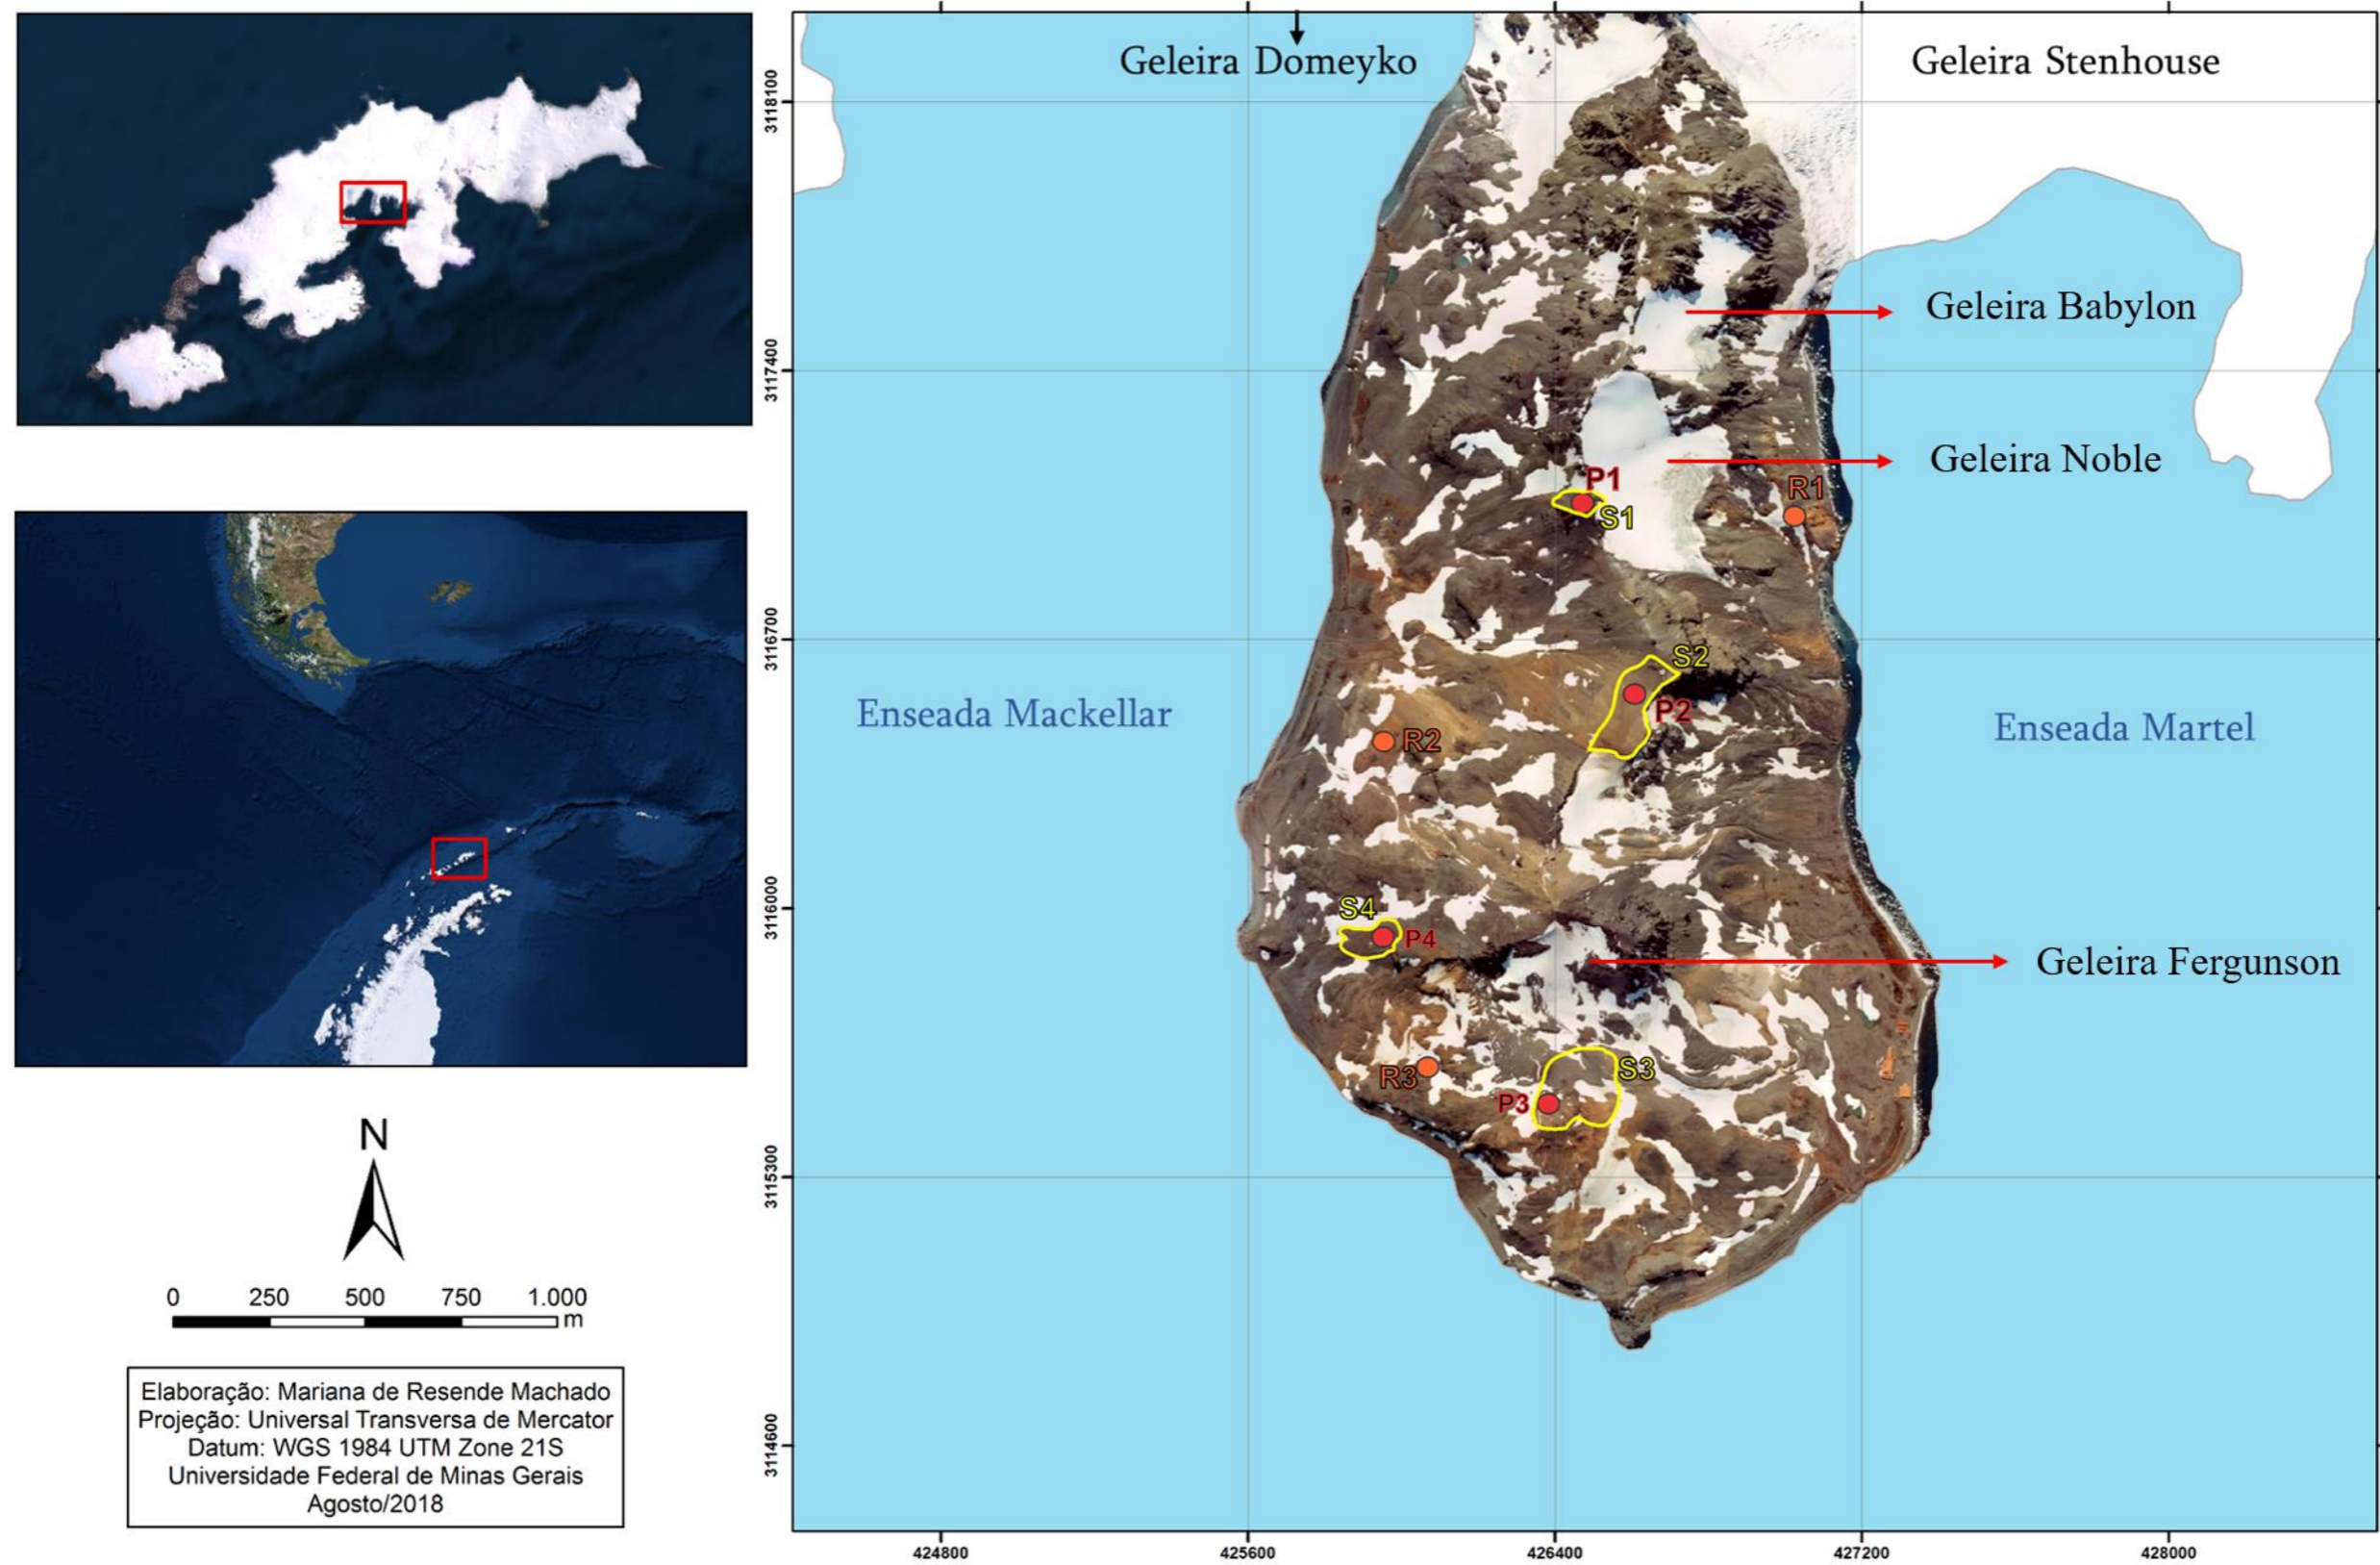 Geleira Domeyko
Geleira Stenhouse
3118100
Geleira Babylon
3117400
Geleira Noble
P1
S1
R1
3116700
S2
P2
R2
Enseada Mackellar
Enseada Martel
3116000
S4
P4
Geleira Fergunson
S3
R3
P3
3115300
3114600
424800
425600
426400
427200
428000
N
0 250 500 750 1.000
m
Elaboração: Mariana de Resende Machado
Projeção: Universal Transversa de Mercator
Datum: WGS 1984 UTM Zone 21S
Universidade Federal de Minas Gerais
Agosto/2018